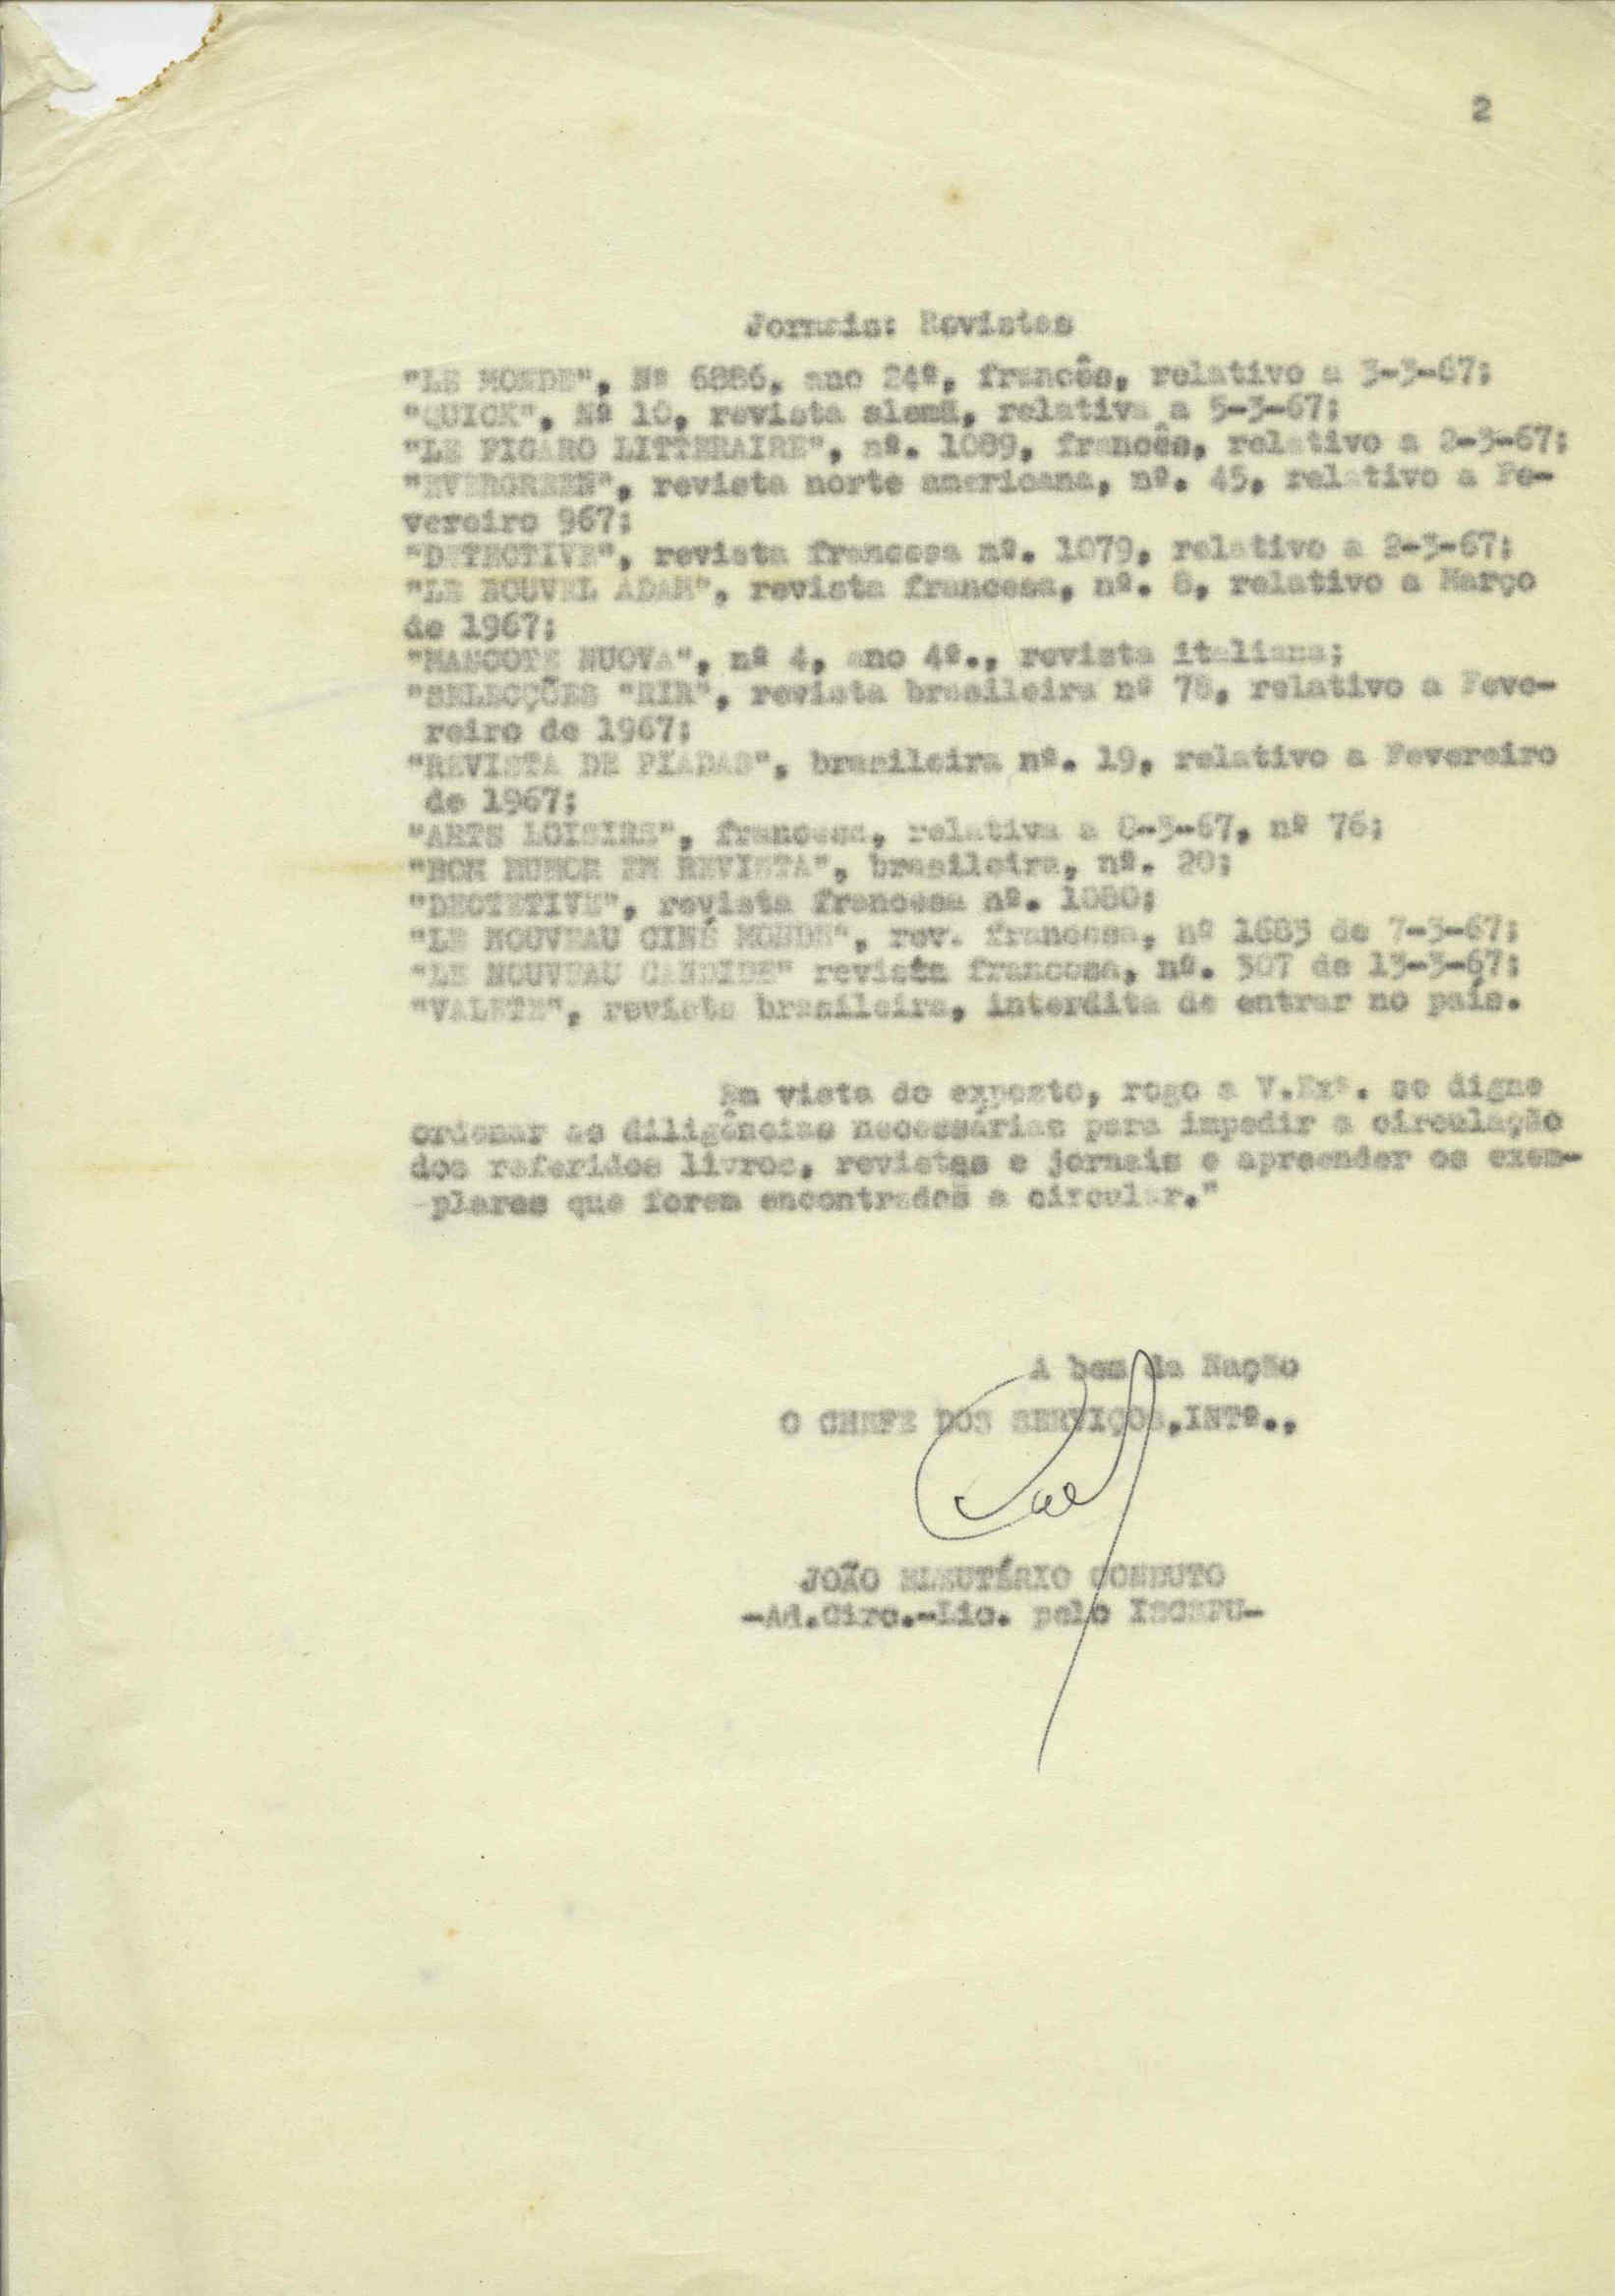 2
Jornais: Revistas
"LE MONDE", Nº 6886, ano 24º, francês, relativo a 3-3-67;
"QUICK", Nº 10, revista alemã, relativa a 5-3-67;
"LE FIGARO LITTERAIRE", nº. 1089, francês, relativo a 2-3-67;
"EVERGREEN", revista norte americana, nº. 45, relativo a Fe-
vereiro 967;
"DETECTIVE", revista francesa nº. 1079, relativo a 2-3-67;
"LE NOUVEL ADAM", revista francesa, nº. 8, relativo a Março
de 1967;
"MASCOTE NUOVA", nº 4, ano 4º., revista italiana;
"SELECÇÕES "RIR", revista brasileira nº 78, relativo a Feve-
reiro de 1967;
"REVISTA DE PIADAS", brasileira nº. 19, relativo a Fevereiro
de 1967;
"ARTS LOISIRS", francesa, relativa a 8-3-67, nº 76;
"BOM HUMOR EM REVISTA", brasileira, nº. 20;
"DECTETIVE", revista francesa nº. 1080;
"LE NOUVEAU CINÉ MONDE", rev. francesa, nº 1683 de 7-3-67;
"LE NOUVEAU CANDIDE" revista francesa, nº. 307 de 13-3-67;
"VALETE", revista brasileira, interdita de entrar no país.
Em vista do exposto, rogo a V.Exª. se digne
ordenar as diligências necessárias para impedir a circulação
dos referidos livros, revistas e jornais e apreender os exem-
-plares que forem encontrados a circular."
A bem da Nação
O CHEFE DOS SERVIÇOS,INTº.,
JOÃO ELEUTÉRIO CONDUTO
-Ad.Circ.-Lic. pelo ISCSPU-